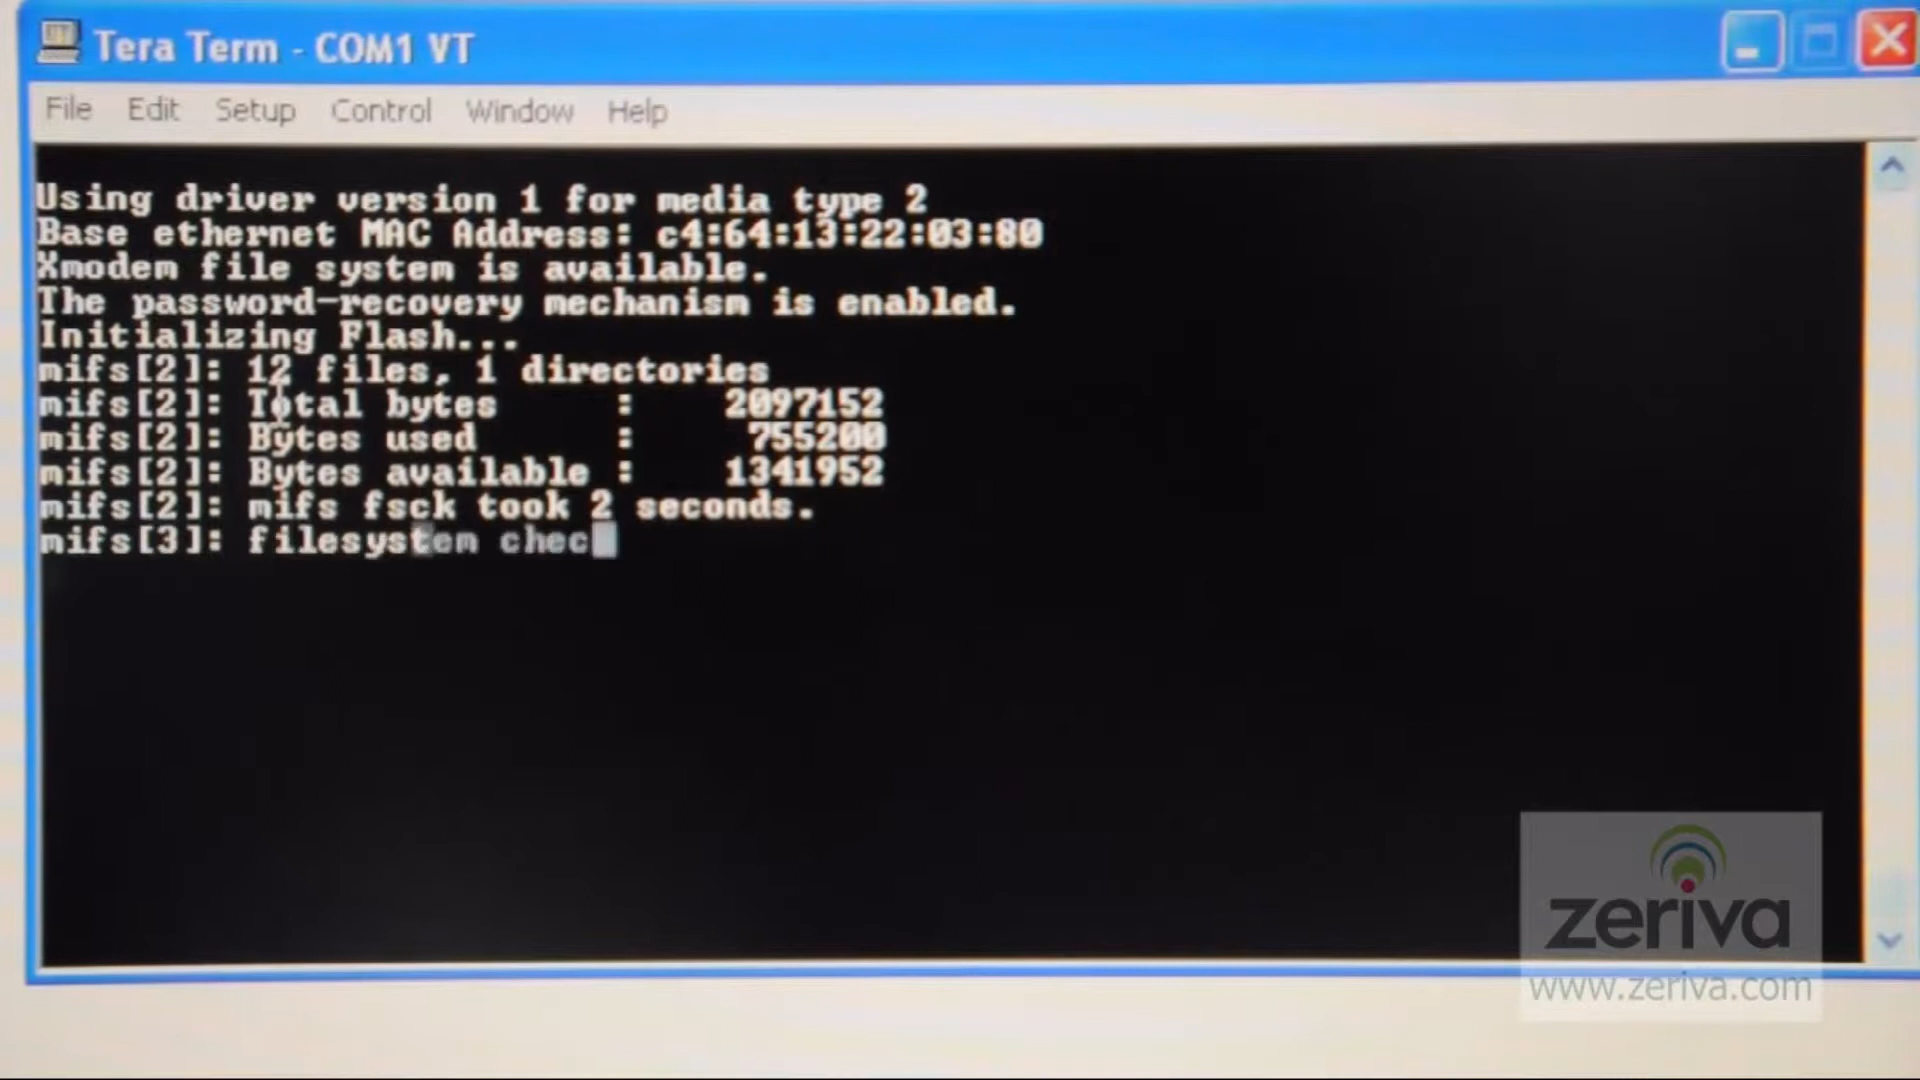 Tera Term - COM1 VT
File Edit Setup Control Window Help
Using driver version 1 for media type 2
Base ethernet MAC Address: c4:64:13:22:03:80
Xmodem file system is available.
The password-recovery mechanism is enabled.
Initializing Flash...
mifs[2]: 12 files, 1 directories
mifs[2]: Total bytes : 2097152
mifs[2]: Bytes used : 755200
mifs[2]: Bytes available : 1341952
mifs[2]: mifs fsck took 2 seconds.
mifs[3]: filesystem chec
zeriva
www.zeriva.com